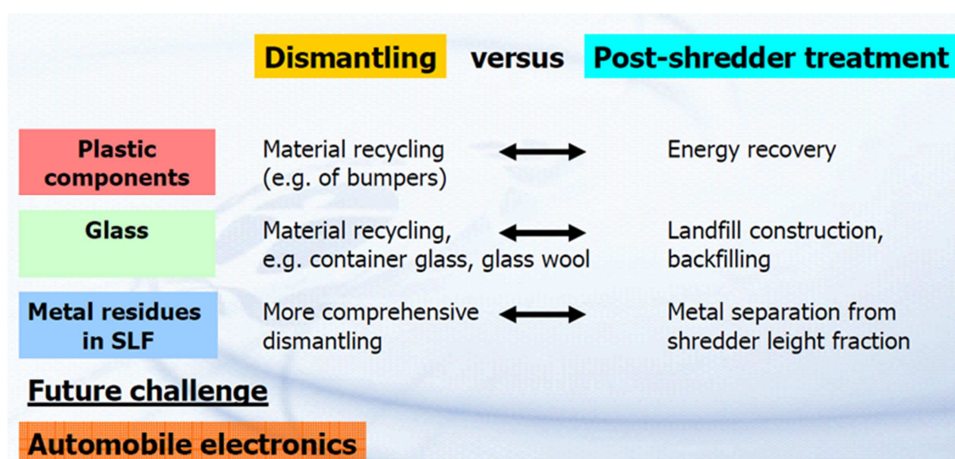 Dismantling versus Post-shredder treatment
Plastic components
Material recycling
(e.g. of bumpers)
Energy recovery
Glass
Material recycling,
e.g. container glass, glass wool
Landfill construction,
backfilling
Metal residues in SLF
More comprehensive
dismantling
Metal separation from
shredder leight fraction
Future challenge
Automobile electronics